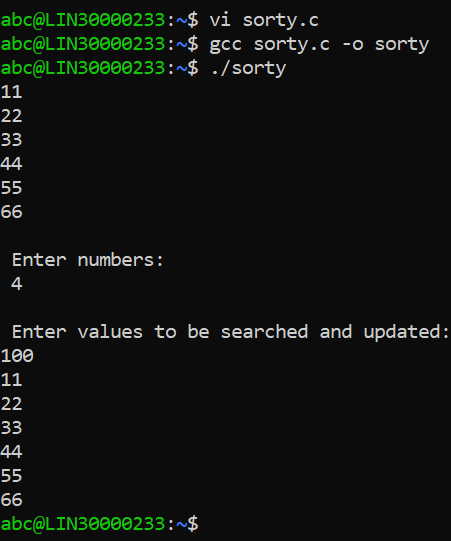 abc@LIN30000233:~$ vi sorty.c
abc@LIN30000233:~$ gcc sorty.c -o sorty
abc@LIN30000233:~$ ./sorty
11
22
33
44
55
66
Enter numbers:
4
Enter values to be searched and updated:
100
11
22
33
44
55
66
abc@LIN30000233:~$